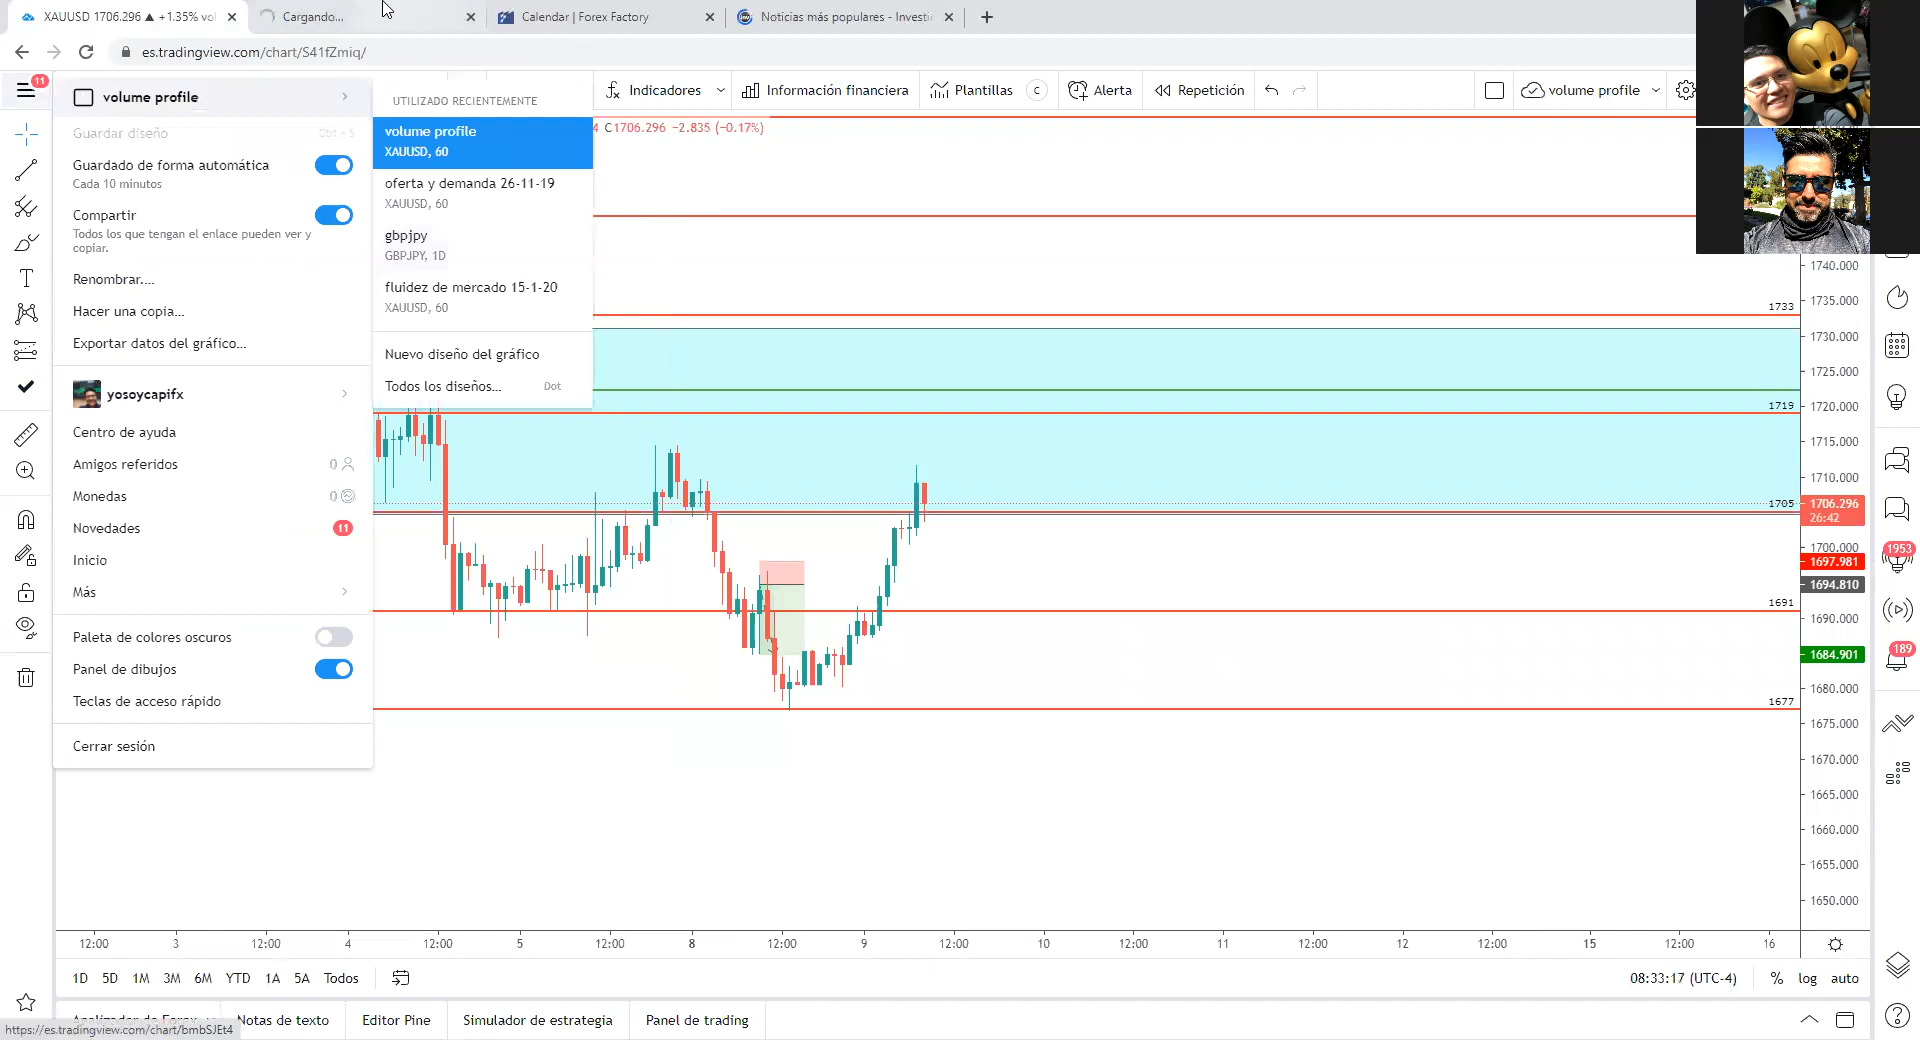 XAUUSD 1706.296 ▲ +1.35% vol
Cargando...
Calendar | Forex Factory
Noticias más populares - Investi
es.tradingview.com/chart/S41fZmiq/
11
volume profile
Guardar diseño
Ctrl + S
Guardado de forma automática
Cada 10 minutos
Compartir
Todos los que tengan el enlace pueden ver y
copiar.
Renombrar....
Hacer una copia...
Exportar datos del gráfico...
yosoycapifx
Centro de ayuda
Amigos referidos
0
Monedas
0
Novedades
11
Inicio
Más
Paleta de colores oscuros
Panel de dibujos
Teclas de acceso rápido
Cerrar sesión
UTILIZADO RECIENTEMENTE
volume profile
XAUUSD, 60
oferta y demanda 26-11-19
XAUUSD, 60
gbpjpy
GBPJPY, 1D
fluidez de mercado 15-1-20
XAUUSD, 60
Nuevo diseño del gráfico
Todos los diseños...
Dot
Indicadores
Información financiera
Plantillas
C
Alerta
Repetición
volume profile
4 C1706.296 −2.835 (−0.17%)
1740.000
1735.000
1733
1730.000
1725.000
1719
1720.000
1715.000
1710.000
1705
1706.296
26:42
1700.000
1697.981
1694.810
1691
1690.000
1684.901
1680.000
1677
1675.000
1670.000
1665.000
1660.000
1655.000
1650.000
1953
189
12:00 3 12:00 4 12:00 5 12:00 8 12:00 9 12:00 10 12:00 11 12:00 12 12:00 15 12:00 16
1D 5D 1M 3M 6M YTD 1A 5A Todos
08:33:17 (UTC-4)
% log auto
Analizador de Forex
Notas de texto
Editor Pine
Simulador de estrategia
Panel de trading
https://es.tradingview.com/chart/bmbSJEt4